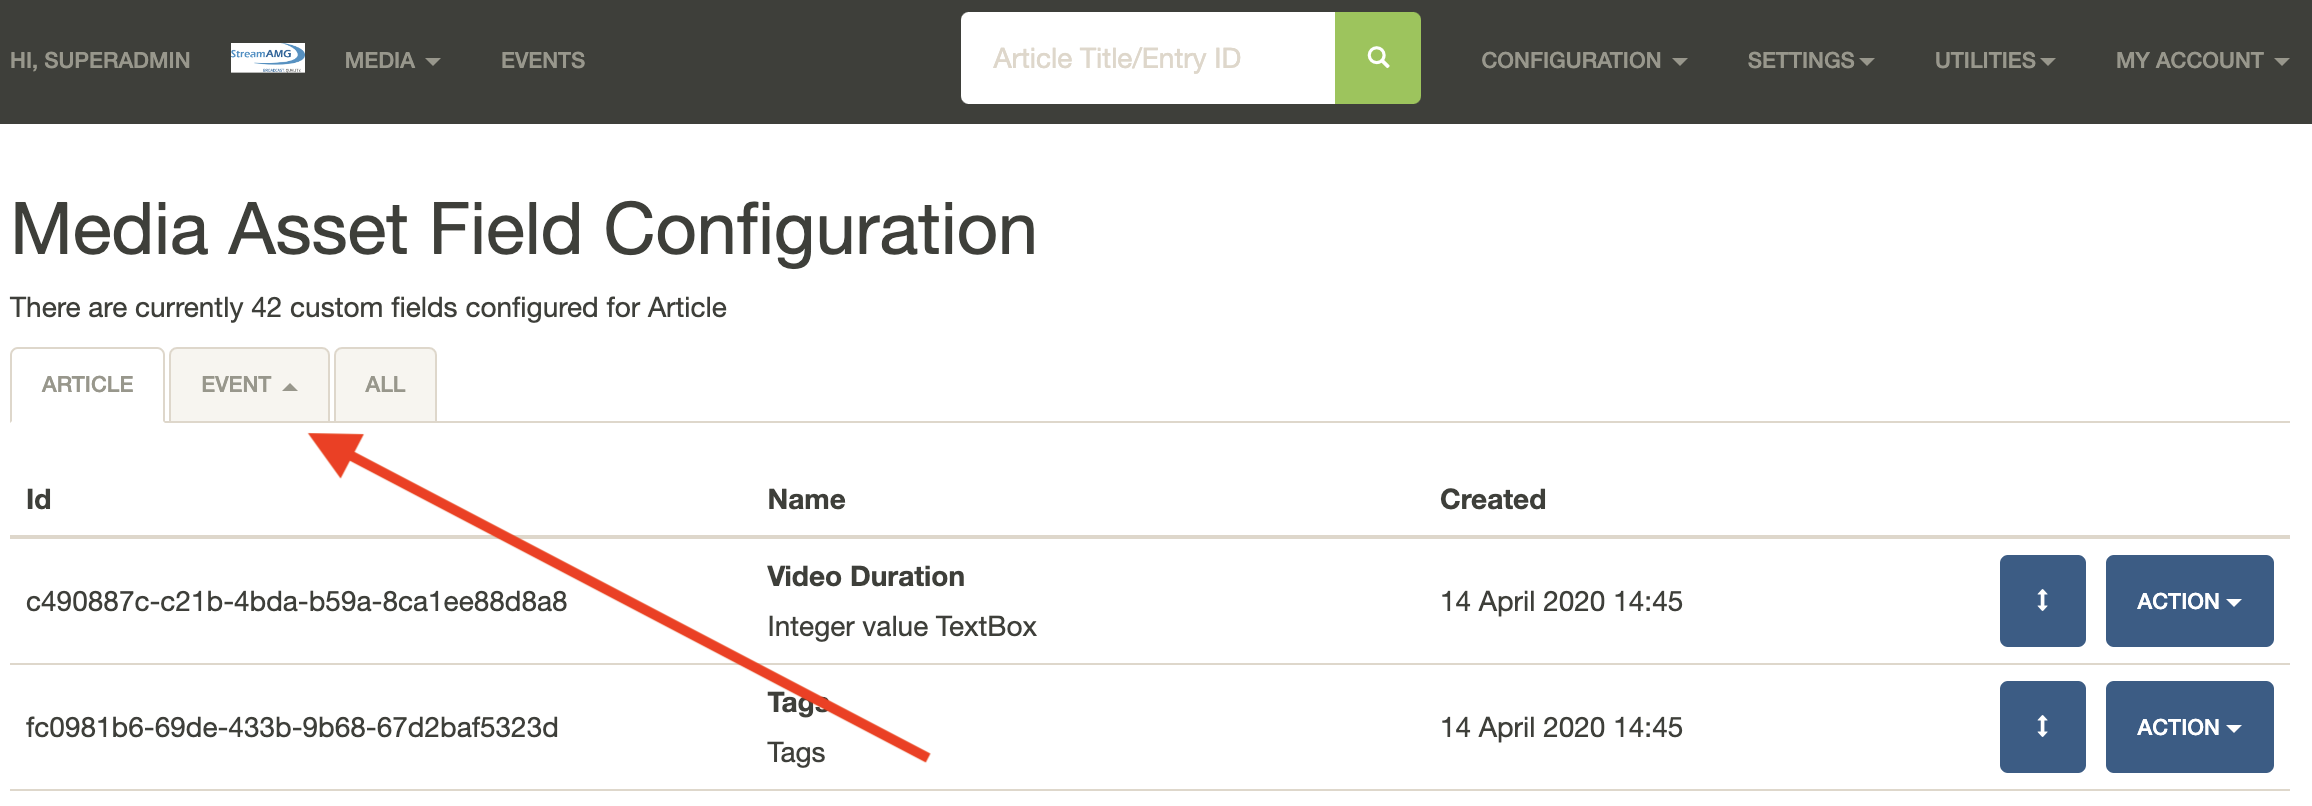 HI, SUPERADMIN
StreamAMG
BROADCAST QUALITY
MEDIA
EVENTS
Article Title/Entry ID
CONFIGURATION
SETTINGS
UTILITIES
MY ACCOUNT
Media Asset Field Configuration
There are currently 42 custom fields configured for Article
ARTICLE
EVENT
ALL
Id
Name
Created
c490887c-c21b-4bda-b59a-8ca1ee88d8a8
Video Duration
Integer value TextBox
14 April 2020 14:45
ACTION
fc0981b6-69de-433b-9b68-67d2baf5323d
Tags
Tags
14 April 2020 14:45
ACTION